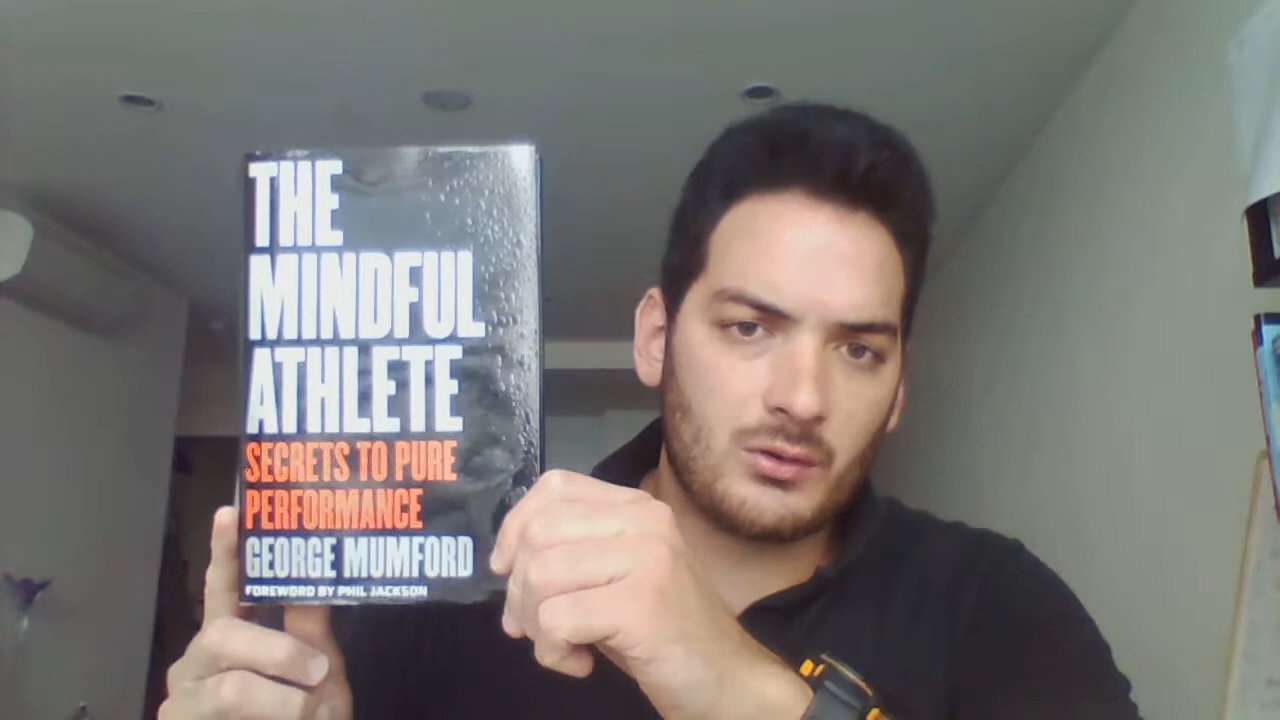 THE
MINDFUL
ATHLETE
SECRETS TO PURE
PERFORMANCE
GEORGE MUMFORD
FOREWORD BY PHIL JACKSON